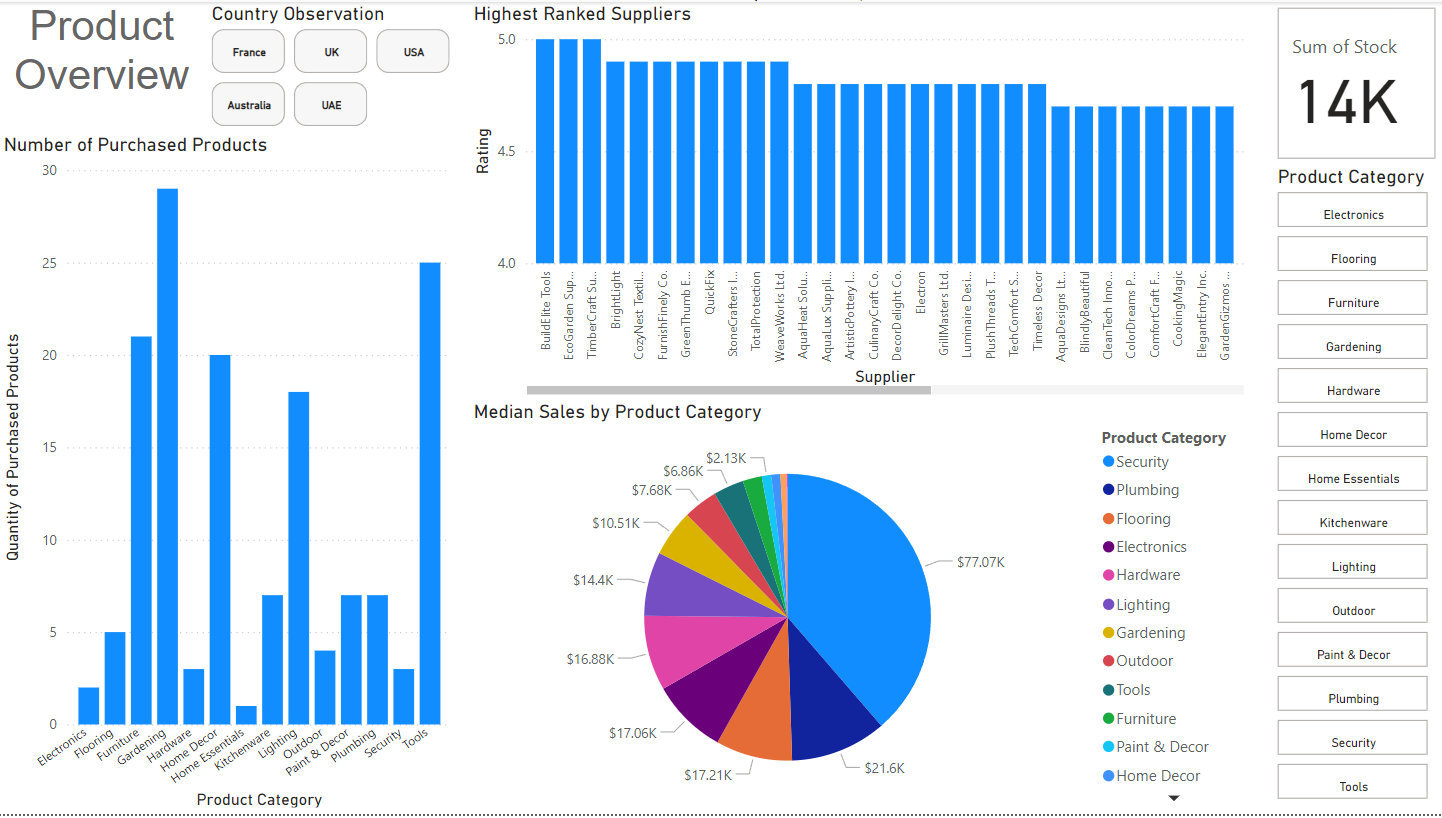 Product
Overview
Country Observation
France
UK
USA
Australia
UAE
Number of Purchased Products
30
25
20
15
10
5
0
Quantity of Purchased Products
Electronics
Flooring
Furniture
Gardening
Hardware
Home Decor
Home Essentials
Kitchenware
Lighting
Outdoor
Paint & Decor
Plumbing
Security
Tools
Product Category
Highest Ranked Suppliers
5.0
4.5
4.0
Rating
BuildElite Tools
EcoGarden Sup...
TimberCraft Su...
BrightLight
CozyNest Textil...
FurnishFinely Co.
GreenThumb E...
QuickFix
StoneCrafters I...
TotalProtection
WeaveWorks Ltd.
AquaHeat Solu...
AquaLux Suppli...
ArtisticPottery I...
CulinaryCraft Co.
DecorDelight Co.
Electron
GrillMasters Ltd.
Luminaire Desi...
PlushThreads T...
TechComfort S...
Timeless Decor
AquaDesigns Lt...
BlindlyBeautiful
CleanTech Inno...
ColorDreams P...
ComfortCraft F...
CookingMagic
ElegantEntry Inc.
GardenGizmos ...
Supplier
Median Sales by Product Category
$2.13K
$6.86K
$7.68K
$10.51K
$14.4K
$16.88K
$17.06K
$17.21K
$21.6K
$77.07K
Product Category
Security
Plumbing
Flooring
Electronics
Hardware
Lighting
Gardening
Outdoor
Tools
Furniture
Paint & Decor
Home Decor
Sum of Stock
14K
Product Category
Electronics
Flooring
Furniture
Gardening
Hardware
Home Decor
Home Essentials
Kitchenware
Lighting
Outdoor
Paint & Decor
Plumbing
Security
Tools